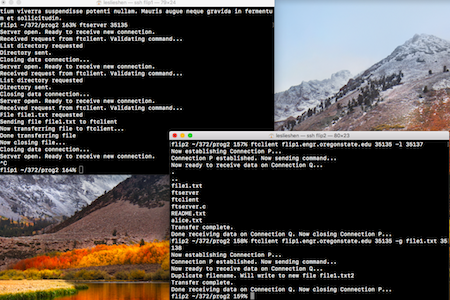 tium viverra suspendisse potenti nullam. Mauris augue neque gravida in fermentu
m et sollicitudin.
flip1 ~/372/prog2 163% ftserver 35135
Server open. Ready to receive new connection.
Received request from ftclient. Validating command...
List directory requested
Directory sent.
Closing data connection...
Server open. Ready to receive new connection.
Received request from ftclient. Validating command...
List directory requested
Directory sent.
Closing data connection...
Server open. Ready to receive new connection.
Received request from ftclient. Validating command...
File file1.txt requested
Sending file file1.txt to ftclient
Now transferring file to ftclient...
Done transferring file
Now closing file...
Closing data connection...
Server open. Ready to receive new connection.
^C
flip1 ~/372/prog2 164%
leslieshen — ssh flip2 — 80×23
flip2 ~/372/prog2 157% ftclient flip1.engr.oregonstate.edu 35135 -l 35137
Now establishing Connection P...
Connection P established. Now sending command...
Now ready to receive data on Connection Q...
.
..
file1.txt
ftserver
ftclient
ftserver.c
README.txt
alice.txt
Transfer complete.
Done receiving data on Connection Q. Now closing Connection P...
flip2 ~/372/prog2 158% ftclient flip1.engr.oregonstate.edu 35135 -g file1.txt 35
138
Now establishing Connection P...
Connection P established. Now sending command...
Now ready to receive data on Connection Q...
Duplicate filename. Will write to new file file1.txt2
Transfer complete.
Done receiving data on Connection Q. Now closing Connection P...
flip2 ~/372/prog2 159%